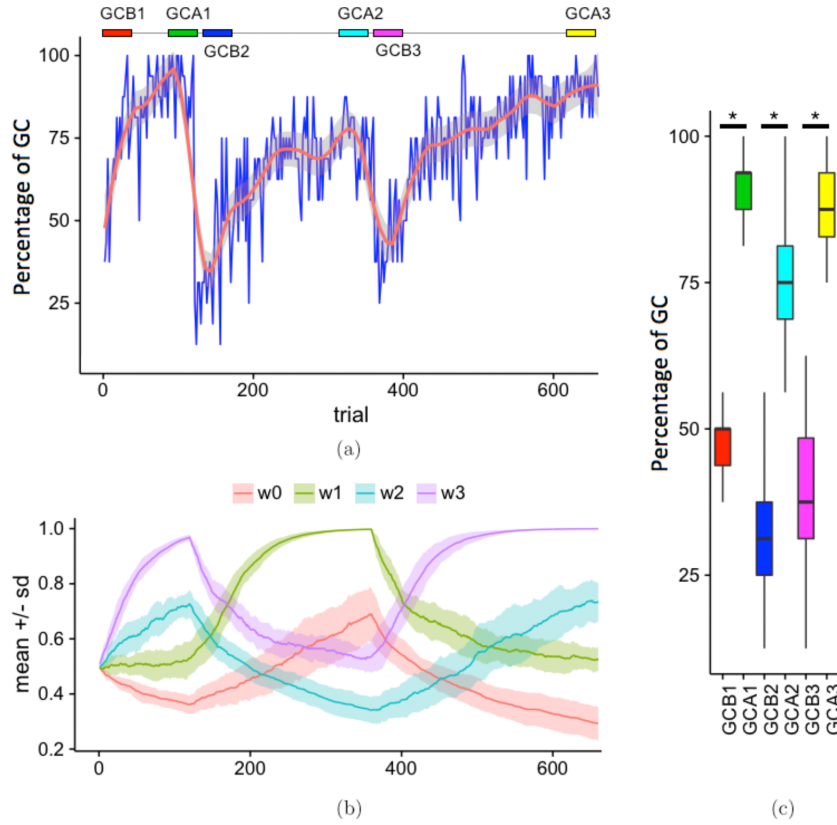 GCB1 GCA1 GCA2 GCA3
GCB2 GCB3
100
75
50
25
Percentage of GC
0 200 400 600
trial
(a)
w0 w1 w2 w3
1.0
0.8
0.6
0.4
0.2
mean +/- sd
0 200 400 600
(b)
* * *
100
75
50
25
Percentage of GC
GCB1
GCA1
GCB2
GCA2
GCB3
GCA3
(c)